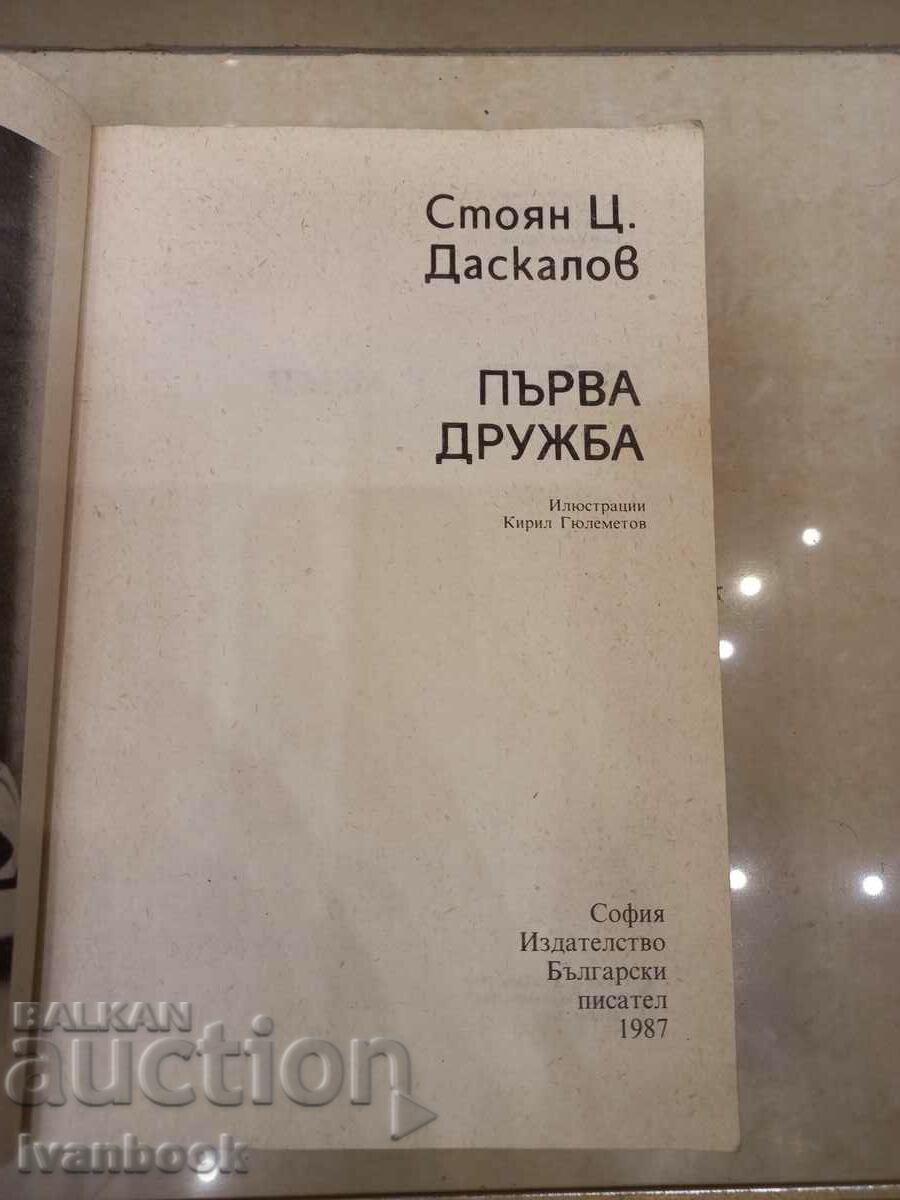 Стоян Ц.
Даскалов
ПЪРВА
ДРУЖБА
Илюстрации
Кирил Гюлеметов
София
Издателство
Български
писател
1987
BALKAN
auction
Ivanbook